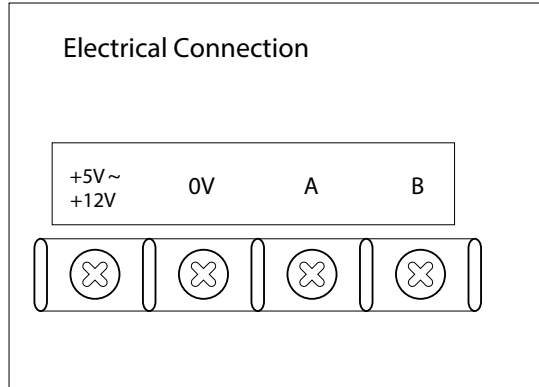 Electrical Connection
+5V~
+12V
0V
A
B